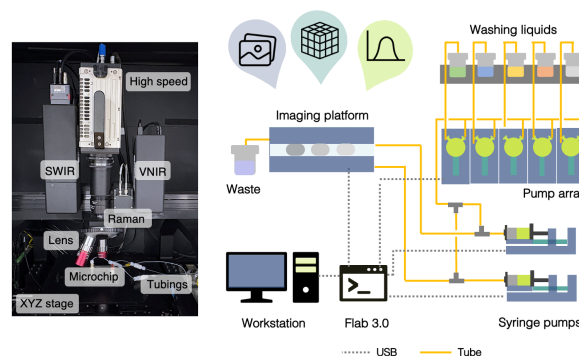 High speed
SWIR
VNIR
Raman
Lens
Microchip
XYZ stage
Tubings
Washing liquids
Imaging platform
Waste
Pump arra
Workstation
Flab 3.0
Syringe pumps
USB
Tube